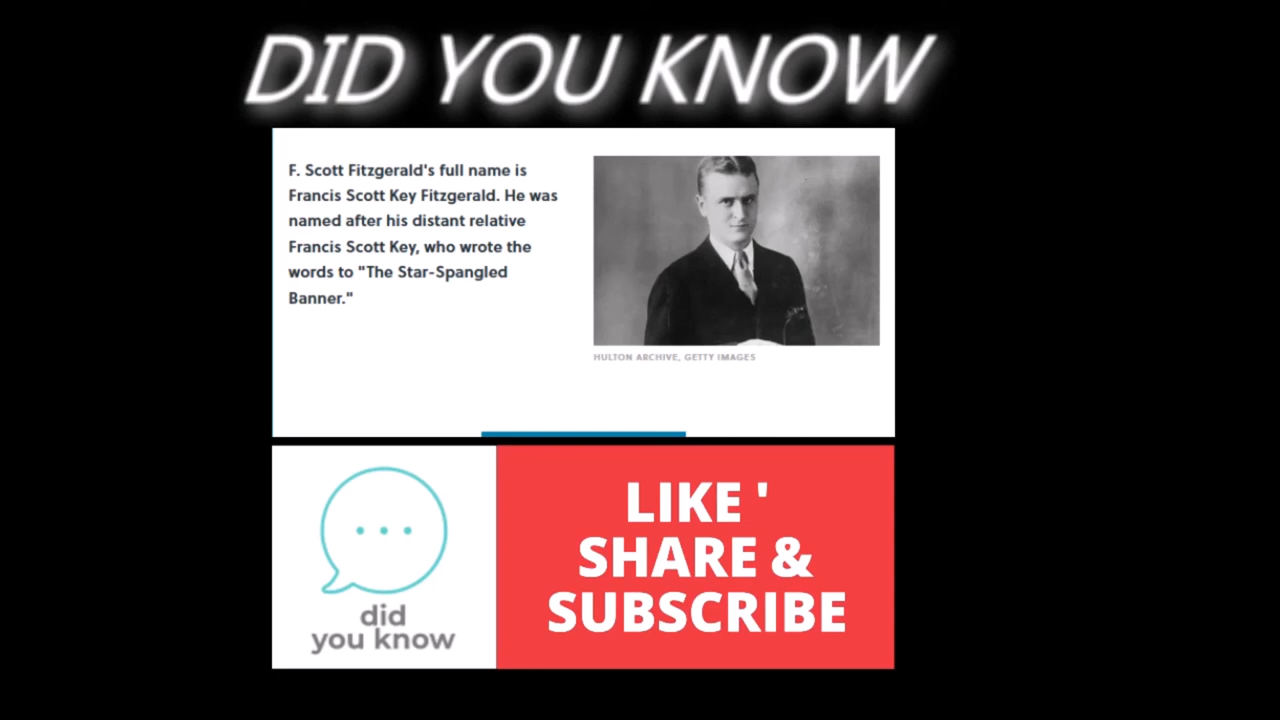 DID YOU KNOW
F. Scott Fitzgerald's full name is
Francis Scott Key Fitzgerald. He was
named after his distant relative
Francis Scott Key, who wrote the
words to "The Star-Spangled
Banner."
HULTON ARCHIVE, GETTY IMAGES
did
you know
LIKE '
SHARE &
SUBSCRIBE